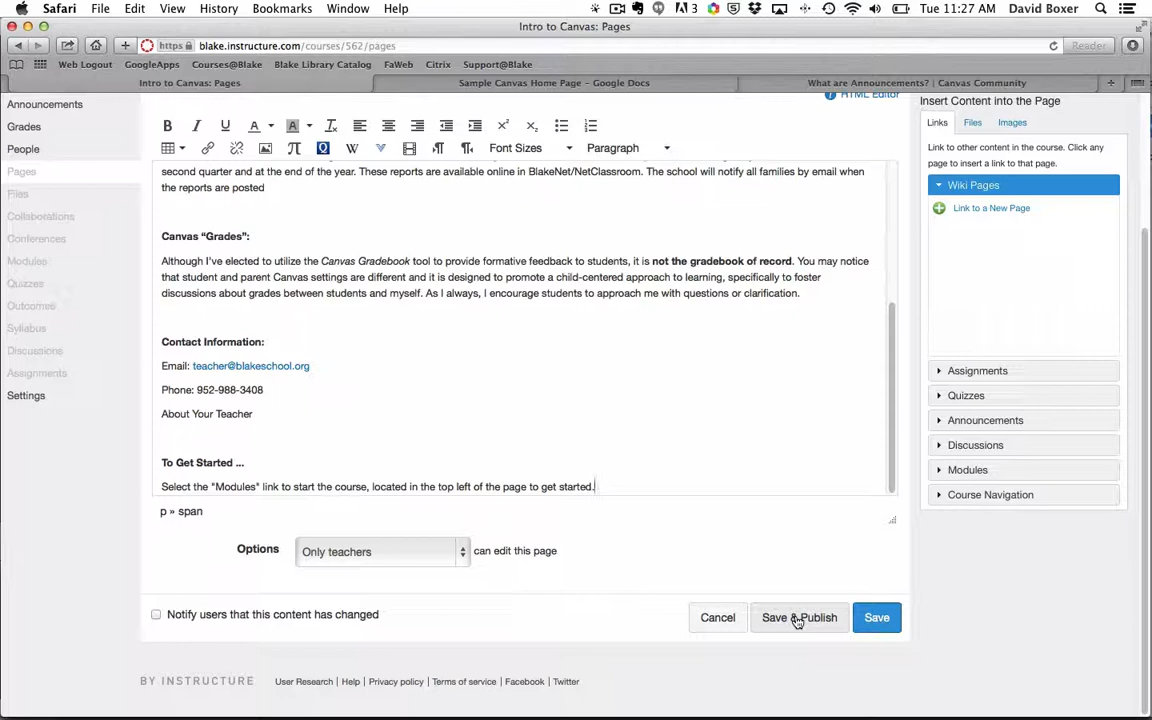 Safari File Edit View History Bookmarks Window Help 3 Tue 11:27 AM David Boxer
Intro to Canvas: Pages
https blake.instructure.com/courses/562/pages Reader
Web Logout GoogleApps Courses@Blake Blake Library Catalog FaWeb Citrix Support@Blake
Intro to Canvas: Pages Sample Canvas Home Page – Google Docs What are Announcements? | Canvas Community
Announcements
Grades
People
Pages
Files
Collaborations
Conferences
Modules
Quizzes
Outcomes
Syllabus
Discussions
Assignments
Settings
HTML Editor
B I U A A
Font Sizes Paragraph
second quarter and at the end of the year. These reports are available online in BlakeNet/NetClassroom. The school will notify all families by email when
the reports are posted
Canvas “Grades”:
Although I've elected to utilize the Canvas Gradebook tool to provide formative feedback to students, it is not the gradebook of record. You may notice
that student and parent Canvas settings are different and it is designed to promote a child-centered approach to learning, specifically to foster
discussions about grades between students and myself. As I always, I encourage students to approach me with questions or clarification.
Contact Information:
Email: teacher@blakeschool.org
Phone: 952-988-3408
About Your Teacher
To Get Started ...
Select the "Modules" link to start the course, located in the top left of the page to get started.
p » span
Options Only teachers can edit this page
Notify users that this content has changed
Cancel Save & Publish Save
Insert Content into the Page
Links Files Images
Link to other content in the course. Click any
page to insert a link to that page.
Wiki Pages
Link to a New Page
Assignments
Quizzes
Announcements
Discussions
Modules
Course Navigation
BY INSTRUCTURE User Research | Help | Privacy policy | Terms of service | Facebook | Twitter